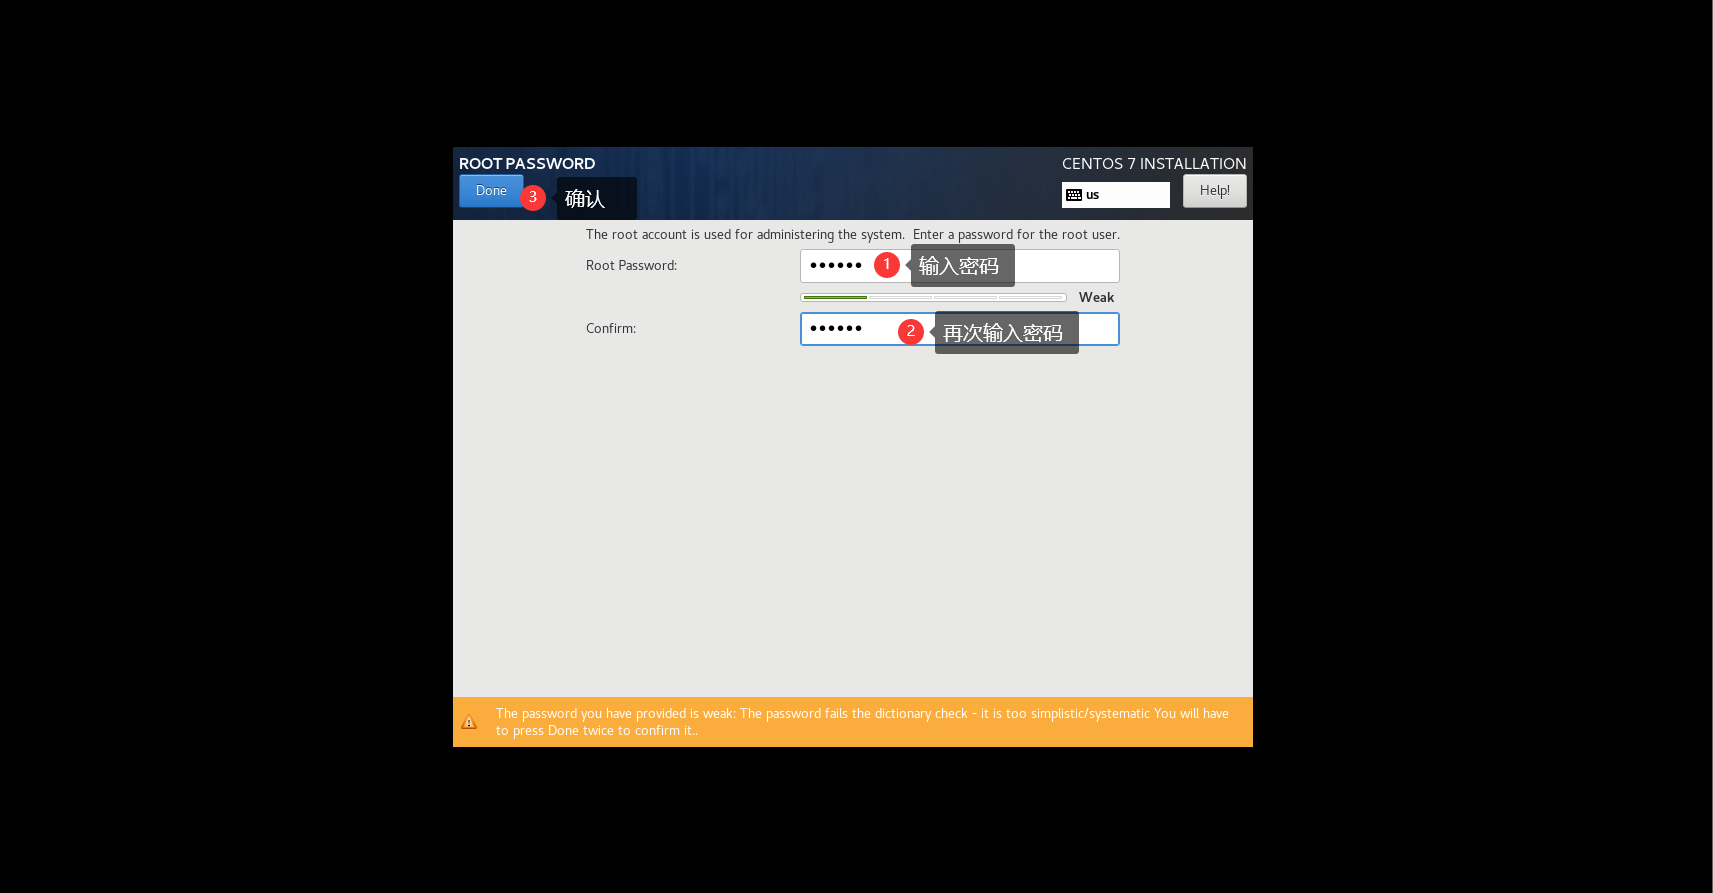 ROOT PASSWORD
CENTOS 7 INSTALLATION
Done
3
确认
us
Help!
The root account is used for administering the system.  Enter a password for the root user.
Root Password:
••••••
1
输入密码
Weak
Confirm:
••••••
2
再次输入密码
The password you have provided is weak: The password fails the dictionary check - it is too simplistic/systematic You will have
to press Done twice to confirm it..